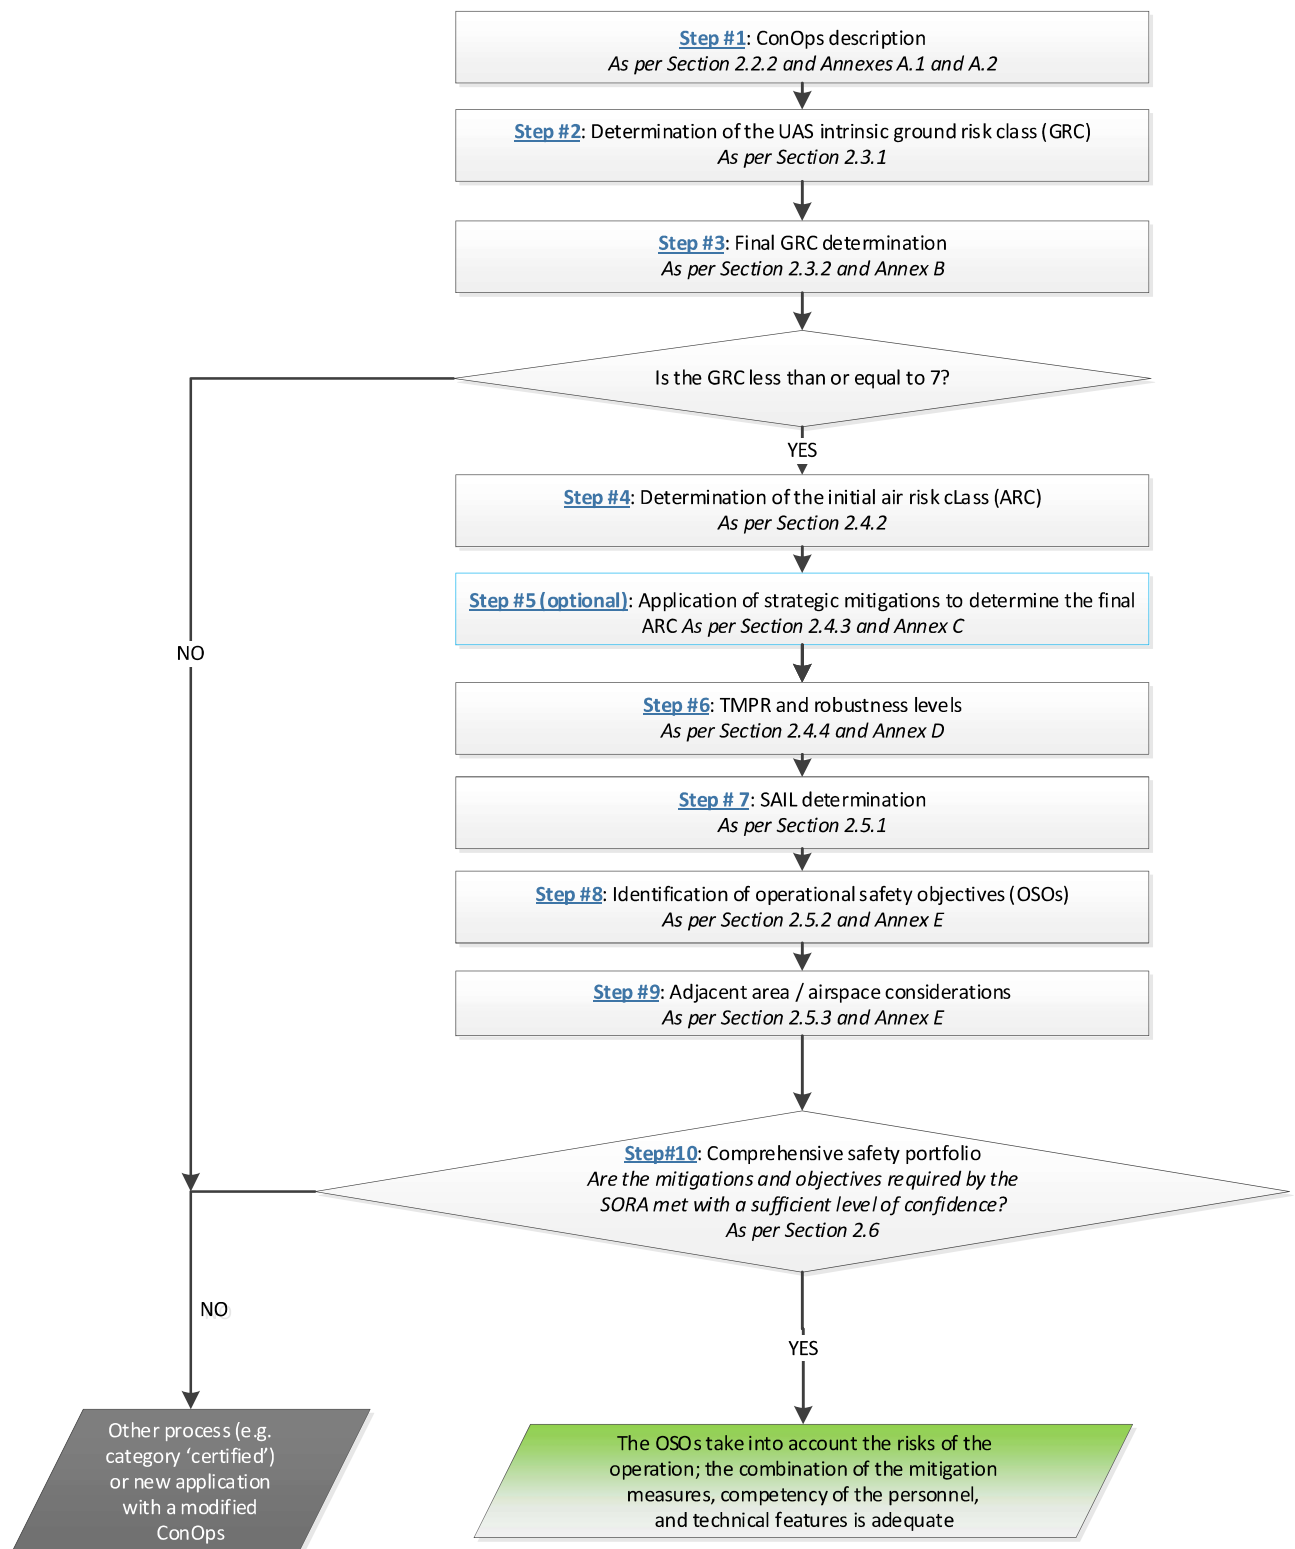 Step #1: ConOps description
As per Section 2.2.2 and Annexes A.1 and A.2
Step #2: Determination of the UAS intrinsic ground risk class (GRC)
As per Section 2.3.1
Step #3: Final GRC determination
As per Section 2.3.2 and Annex B
Is the GRC less than or equal to 7?
YES
Step #4: Determination of the initial air risk cLass (ARC)
As per Section 2.4.2
Step #5 (optional): Application of strategic mitigations to determine the final
ARC As per Section 2.4.3 and Annex C
NO
Step #6: TMPR and robustness levels
As per Section 2.4.4 and Annex D
Step # 7: SAIL determination
As per Section 2.5.1
Step #8: Identification of operational safety objectives (OSOs)
As per Section 2.5.2 and Annex E
Step #9: Adjacent area / airspace considerations
As per Section 2.5.3 and Annex E
Step#10: Comprehensive safety portfolio
Are the mitigations and objectives required by the
SORA met with a sufficient level of confidence?
As per Section 2.6
NO
YES
Other process (e.g.
category ‘certified’)
or new application
with a modified
ConOps
The OSOs take into account the risks of the
operation; the combination of the mitigation
measures, competency of the personnel,
and technical features is adequate